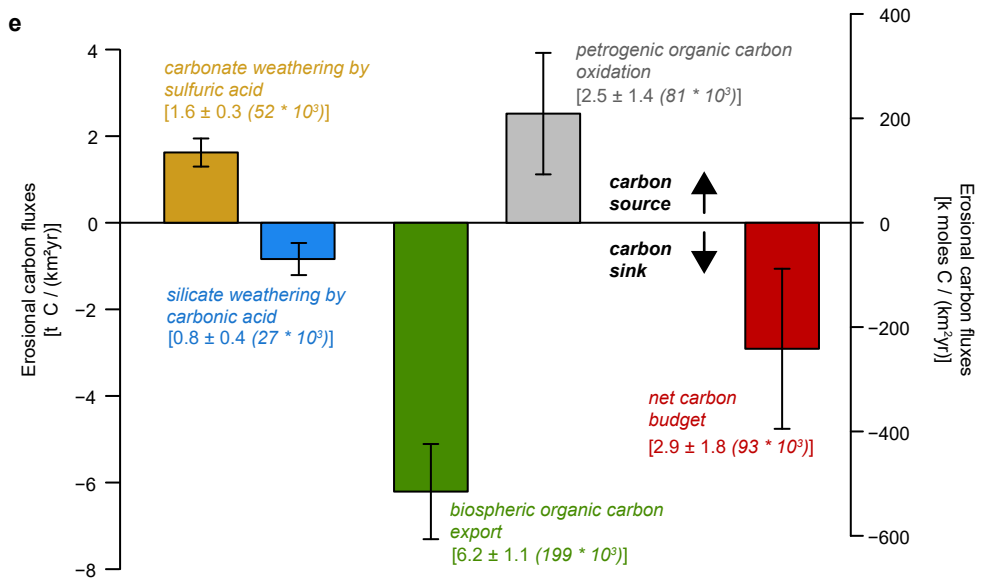 e
4
2
0
−2
−4
−6
−8
Erosional carbon fluxes
[t C / (km²yr)]
carbonate weathering by
sulfuric acid
[1.6 ± 0.3 (52 * 10³)]
silicate weathering by
carbonic acid
[0.8 ± 0.4 (27 * 10³)]
biospheric organic carbon
export
[6.2 ± 1.1 (199 * 10³)]
petrogenic organic carbon
oxidation
[2.5 ± 1.4 (81 * 10³)]
carbon
source
carbon
sink
net carbon
budget
[2.9 ± 1.8 (93 * 10³)]
400
200
0
−200
−400
−600
Erosional carbon fluxes
[k moles C / (km²yr)]